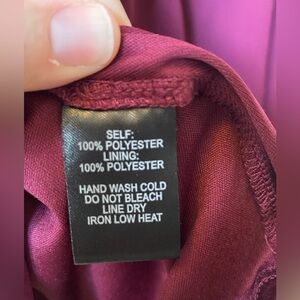 SELF:
100% POLYESTER
LINING:
100% POLYESTER
HAND WASH COLD
DO NOT BLEACH
LINE DRY
IRON LOW HEAT